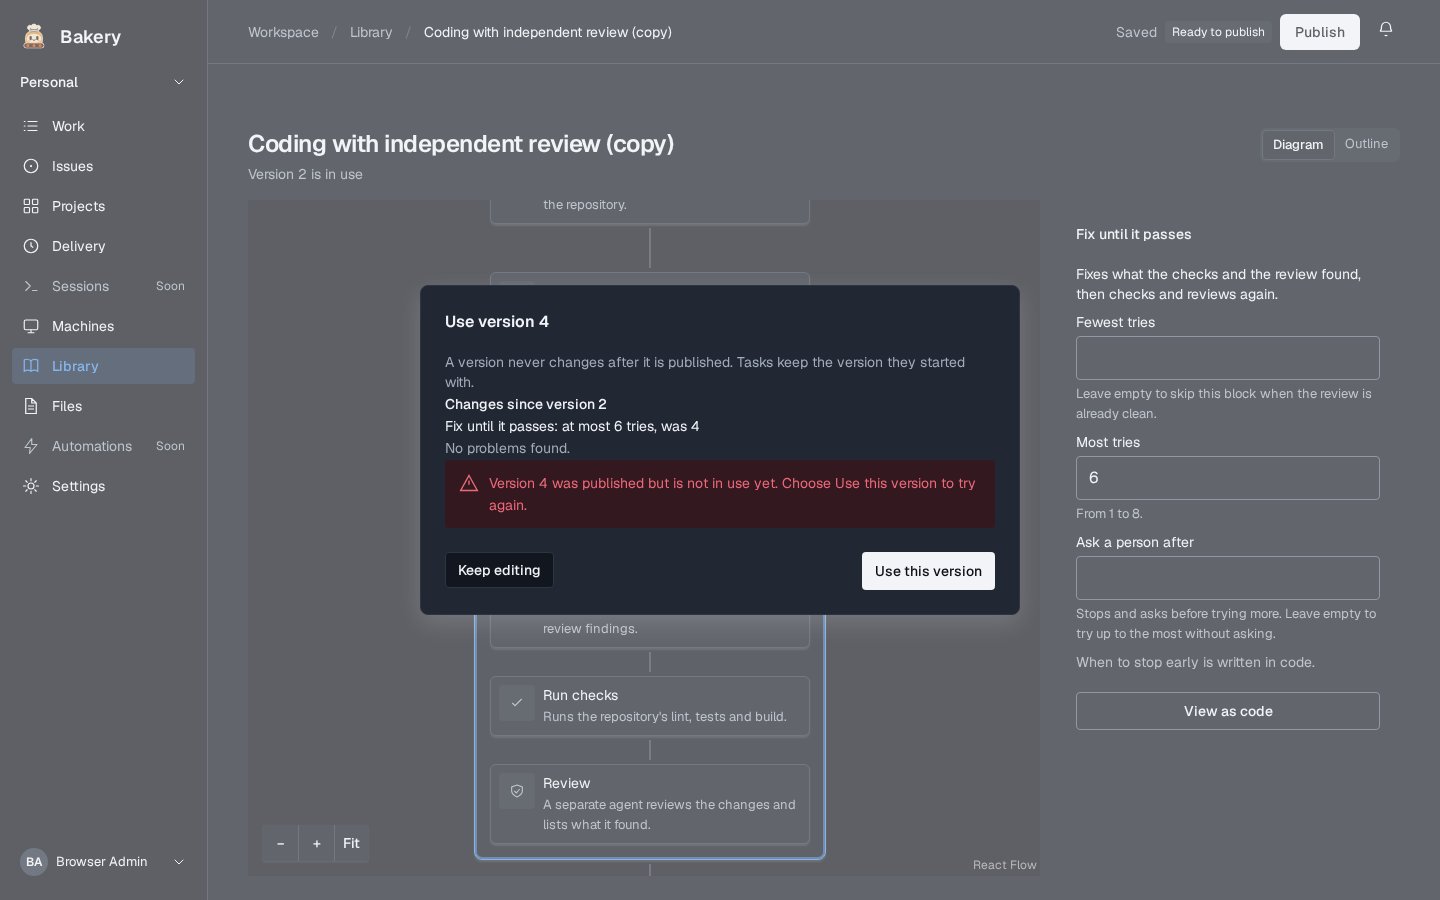 Bakery
Personal
Work
Issues
Projects
Delivery
Sessions Soon
Machines
Library
Files
Automations Soon
Settings
BA Browser Admin
Workspace / Library / Coding with independent review (copy)
Saved Ready to publish Publish
Coding with independent review (copy)
Version 2 is in use
Diagram Outline
the repository.
Use version 4
A version never changes after it is published. Tasks keep the version they started
with.
Changes since version 2
Fix until it passes: at most 6 tries, was 4
No problems found.
Version 4 was published but is not in use yet. Choose Use this version to try
again.
Keep editing Use this version
review findings.
Run checks
Runs the repository's lint, tests and build.
Review
A separate agent reviews the changes and
lists what it found.
− + Fit
React Flow
Fix until it passes
Fixes what the checks and the review found,
then checks and reviews again.
Fewest tries
Leave empty to skip this block when the review is
already clean.
Most tries
6
From 1 to 8.
Ask a person after
Stops and asks before trying more. Leave empty to
try up to the most without asking.
When to stop early is written in code.
View as code